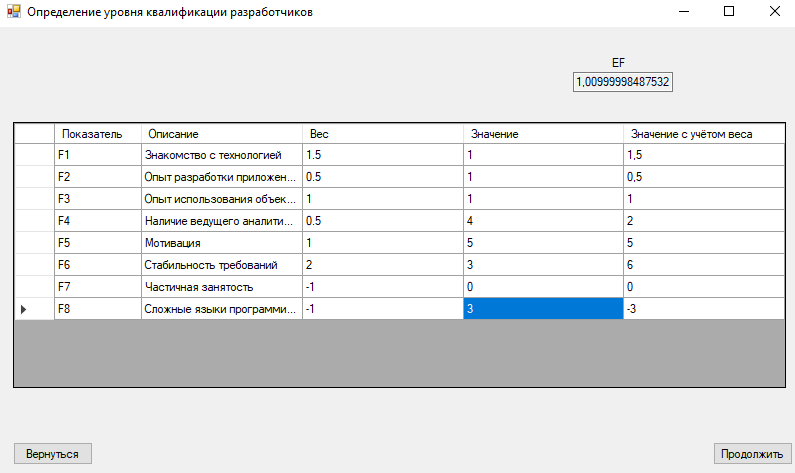 Определение уровня квалификации разработчиков
EF
1,00999998487532
Показатель Описание Вес Значение Значение с учётом веса
F1 Знакомство с технологией 1.5 1 1,5
F2 Опыт разработки приложен... 0.5 1 0,5
F3 Опыт использования объек... 1 1 1
F4 Наличие ведущего аналити... 0.5 4 2
F5 Мотивация 1 5 5
F6 Стабильность требований 2 3 6
F7 Частичная занятость -1 0 0
F8 Сложные языки программи... -1 3 -3
Вернуться Продолжить